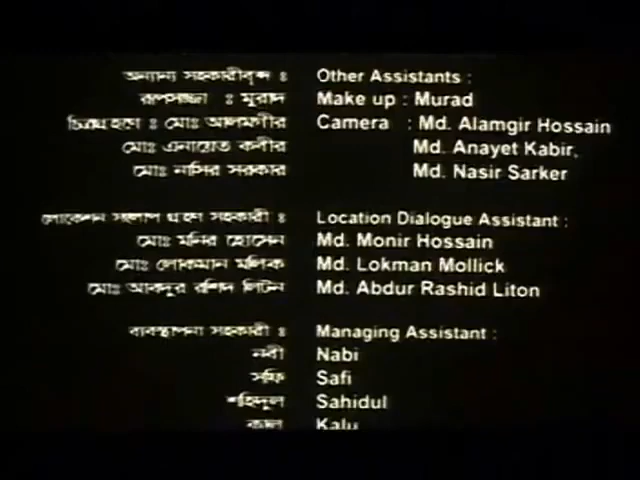 অন্যান্য সহকারীবৃন্দ ঃ Other Assistants :
রূপসজ্জা : মুরাদ Make up : Murad
চিত্রগ্রহণে : মোঃ আলমগীর Camera : Md. Alamgir Hossain
মোঃ এনায়েত কবীর Md. Anayet Kabir,
মোঃ নাসির সরকার Md. Nasir Sarker
লোকেশন সংলাপ গ্রহণ সহকারী ঃ Location Dialogue Assistant :
মোঃ মনির হোসেন Md. Monir Hossain
মোঃ লোকমান মলিক Md. Lokman Mollick
মোঃ আবদুর রশিদ লিটন Md. Abdur Rashid Liton
ব্যবস্থাপনা সহকারী ঃ Managing Assistant :
নবী Nabi
সফি Safi
শহিদুল Sahidul
কালু Kalu